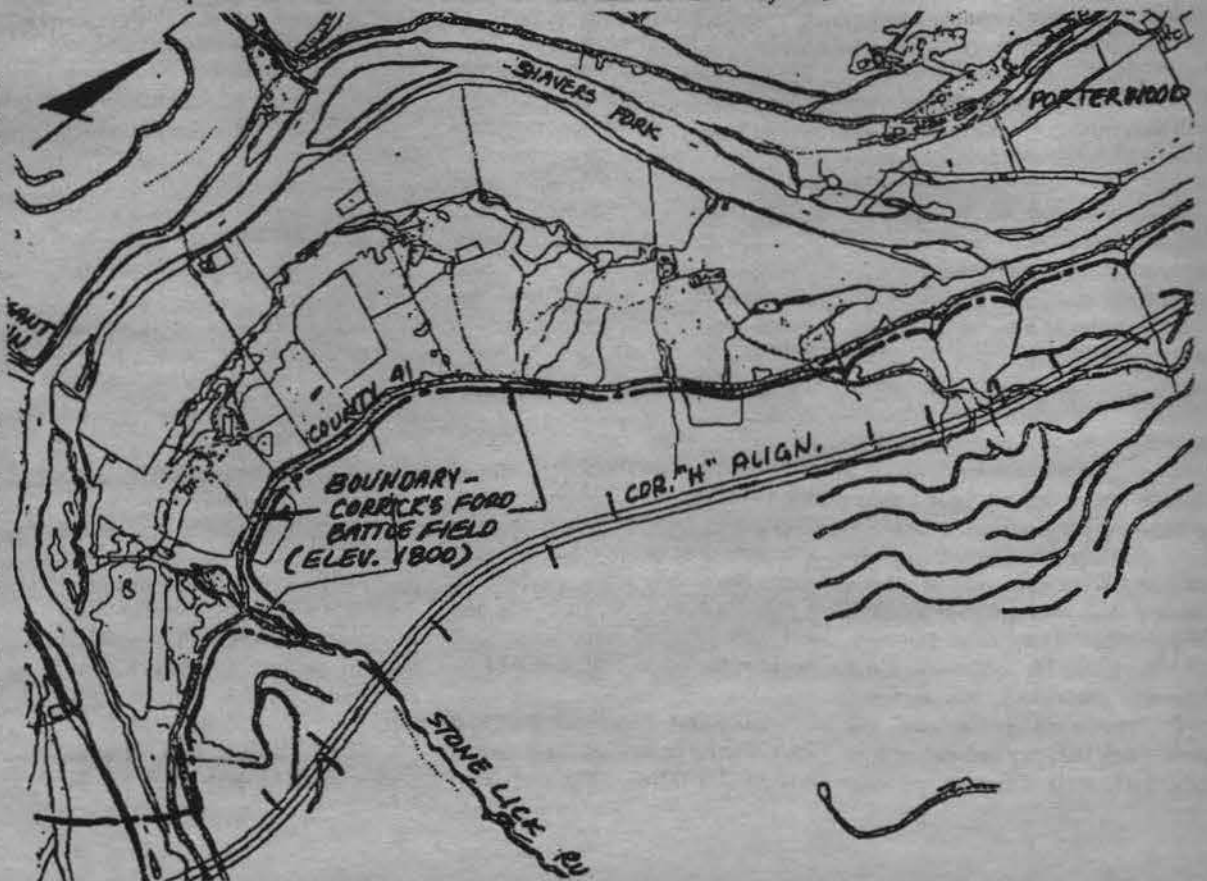 SHAVERS FORK
PORTERWOOD
COUNTY 41
BOUNDARY -
CORRICK'S FORD
BATTLE FIELD
(ELEV. 1800)
COR. "H" ALIGN.
STONE LICK RU
8